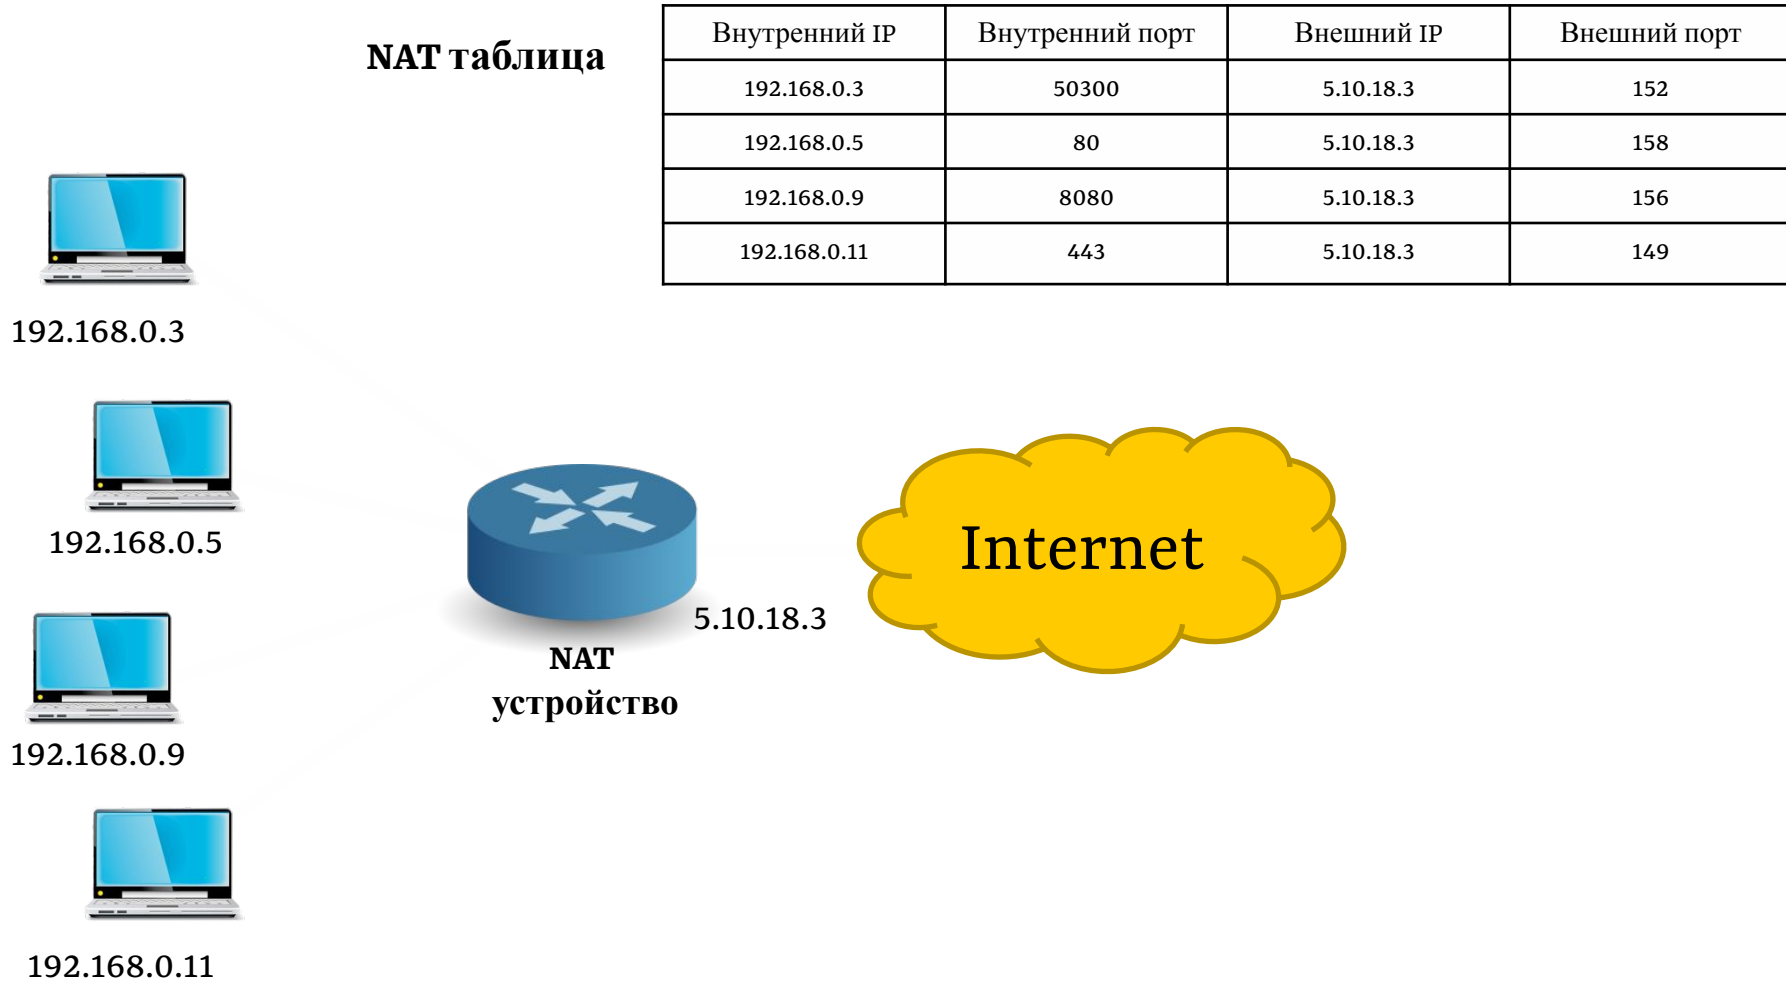 NAT таблица
Внутренний IP Внутренний порт Внешний IP Внешний порт
192.168.0.3 50300 5.10.18.3 152
192.168.0.5 80 5.10.18.3 158
192.168.0.9 8080 5.10.18.3 156
192.168.0.11 443 5.10.18.3 149
192.168.0.3
192.168.0.5
192.168.0.9
192.168.0.11
5.10.18.3
NAT
устройство
Internet